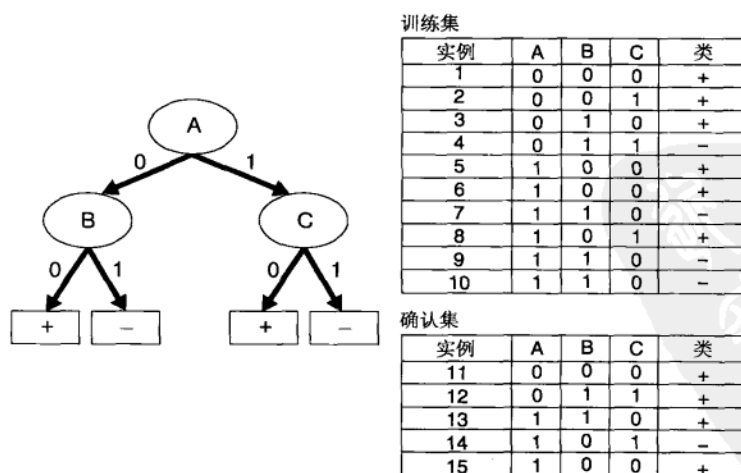 训练集
实例 A B C 类
1 0 0 0 +
2 0 0 1 +
3 0 1 0 +
4 0 1 1 −
5 1 0 0 +
6 1 0 0 +
7 1 1 0 −
8 1 0 1 +
9 1 1 0 −
10 1 1 0 −
A
0 1
B C
0 1 0 1
+ − + −
确认集
实例 A B C 类
11 0 0 0 +
12 0 1 1 +
13 1 1 0 +
14 1 0 1 −
15 1 0 0 +